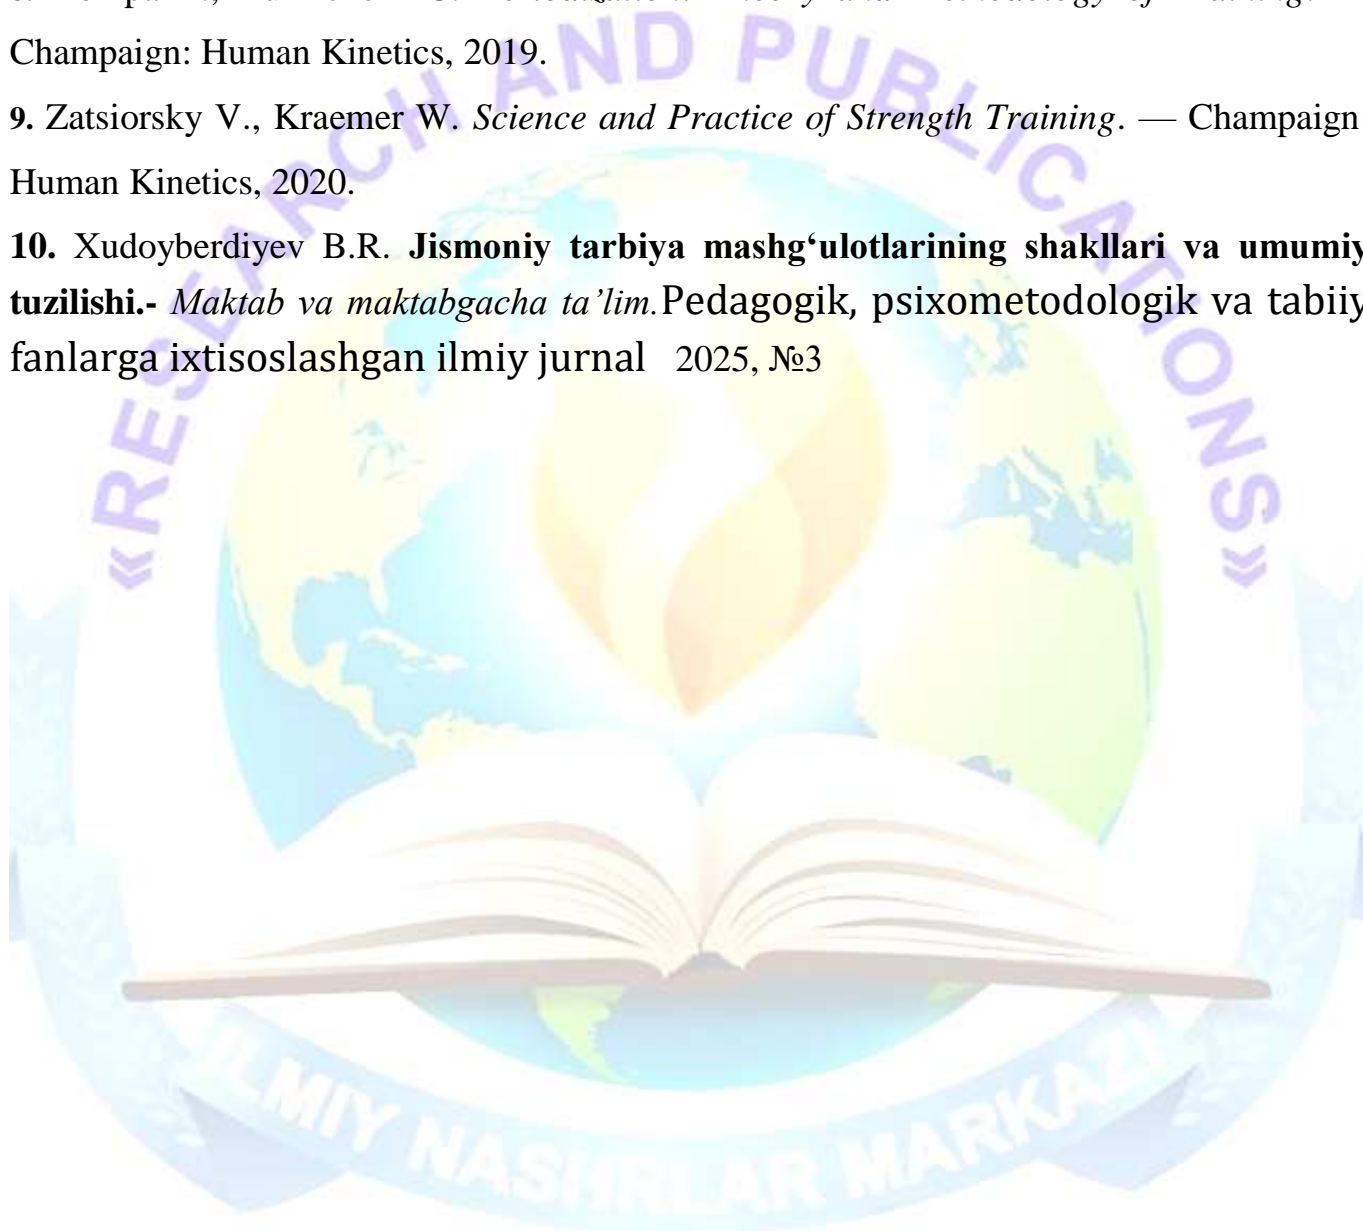 Champaign: Human Kinetics, 2019.
9. Zatsiorsky V., Kraemer W. Science and Practice of Strength Training. — Champaign
Human Kinetics, 2020.
10. Xudoyberdiyev B.R. Jismoniy tarbiya mashg‘ulotlarining shakllari va umumiy
tuzilishi.- Maktab va maktabgacha ta’lim. Pedagogik, psixometodologik va tabiiy
fanlarga ixtisoslashgan ilmiy jurnal 2025, №3
«RESEARCH AND PUBLICATIONS»
ILMIY NASHRLAR MARKAZI